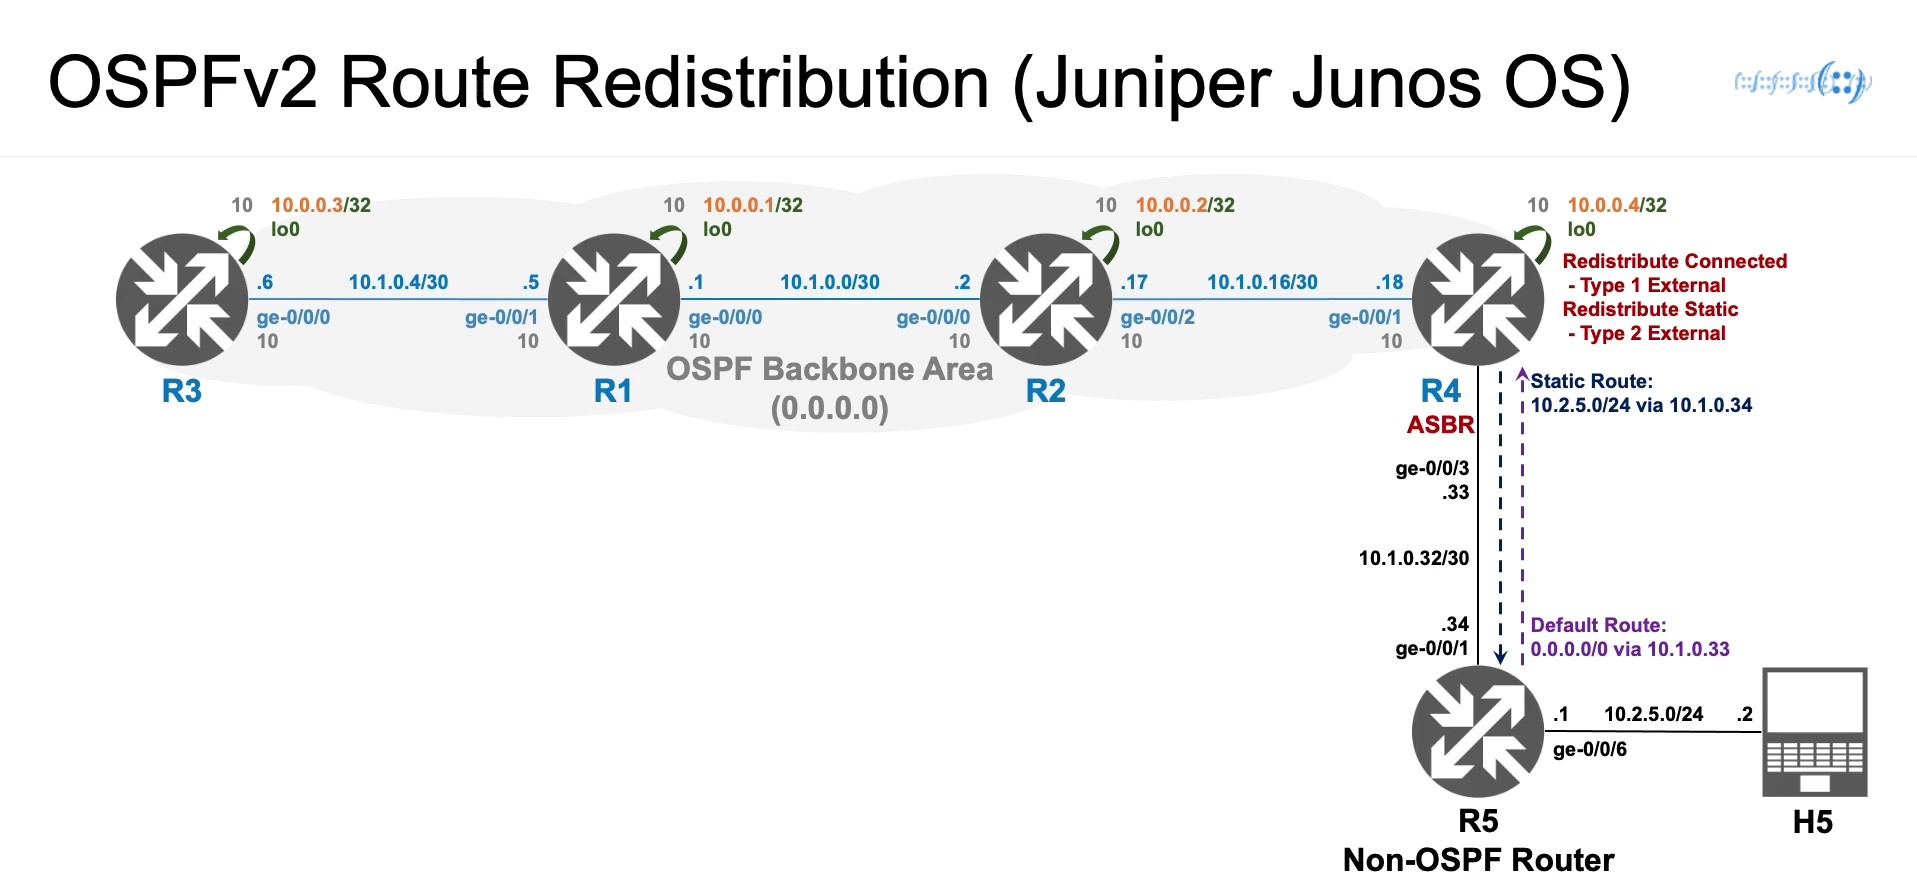 OSPFv2 Route Redistribution (Juniper Junos OS)
10 10.0.0.3/32
lo0
10 10.0.0.1/32
lo0
10 10.0.0.2/32
lo0
10 10.0.0.4/32
lo0
Redistribute Connected
- Type 1 External
Redistribute Static
- Type 2 External
.6 10.1.0.4/30 .5
.1 10.1.0.0/30 .2
.17 10.1.0.16/30 .18
ge-0/0/0 ge-0/0/1
10 10
ge-0/0/0 ge-0/0/0
10 10
ge-0/0/2 ge-0/0/1
10 10
OSPF Backbone Area
(0.0.0.0)
R3
R1
R2
R4
ASBR
Static Route:
10.2.5.0/24 via 10.1.0.34
ge-0/0/3
.33
10.1.0.32/30
.34
ge-0/0/1
Default Route:
0.0.0.0/0 via 10.1.0.33
.1 10.2.5.0/24 .2
ge-0/0/6
R5
Non-OSPF Router
H5